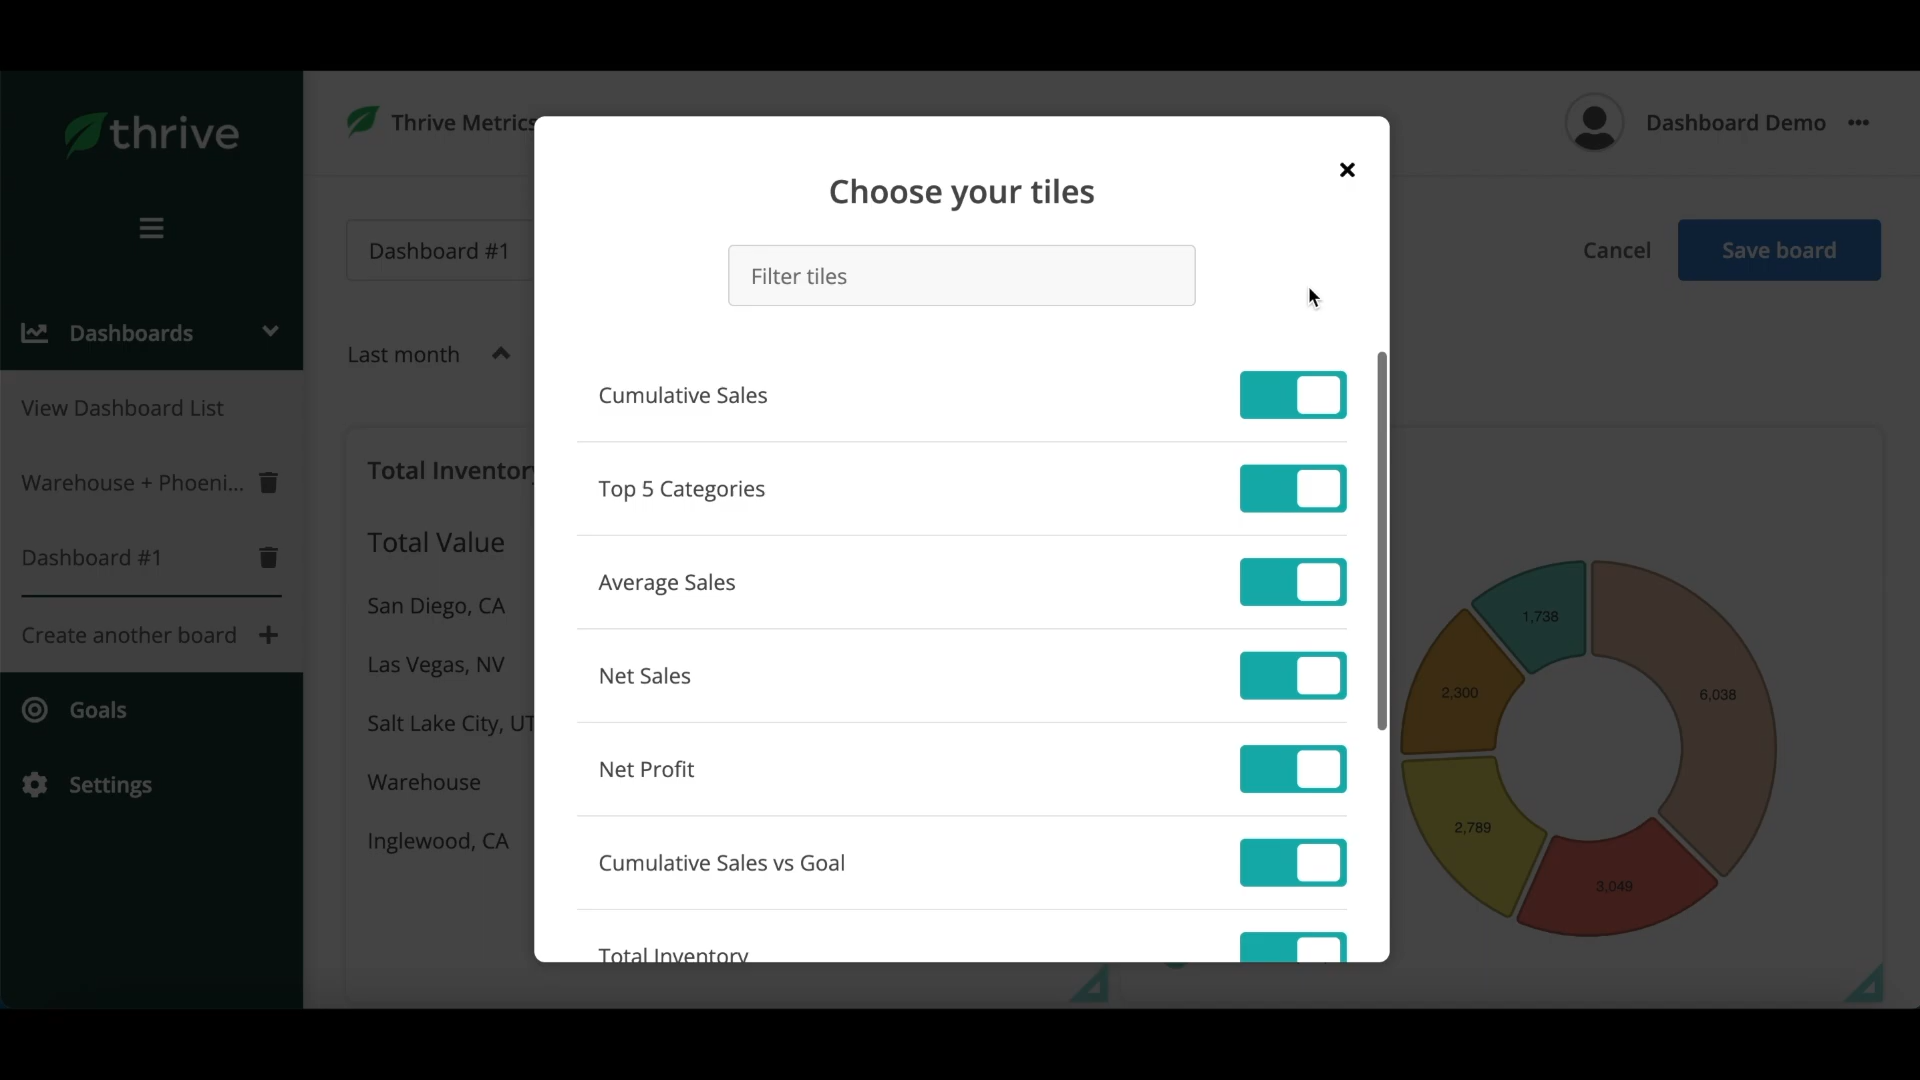 thrive
Thrive Metrics
Dashboard Demo
Choose your tiles
Dashboard #1
Filter tiles
Cancel
Save board
Dashboards
Last month
View Dashboard List
Warehouse + Phoeni...
Dashboard #1
Create another board
Goals
Settings
Total Inventory
Total Value
San Diego, CA
Las Vegas, NV
Salt Lake City, UT
Warehouse
Inglewood, CA
Cumulative Sales
Top 5 Categories
Average Sales
Net Sales
Net Profit
Cumulative Sales vs Goal
Total Inventory
1,738
6,038
2,300
2,789
3,049